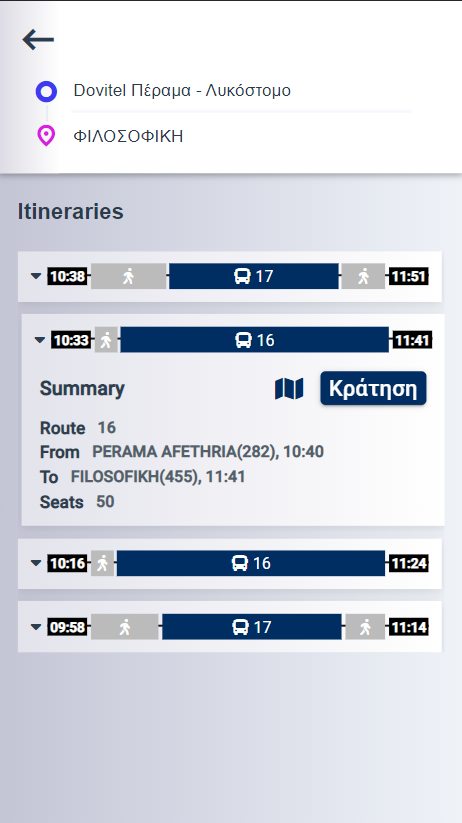 Dovitel Πέραμα - Λυκόστομο
ΦΙΛΟΣΟΦΙΚΗ
Itineraries
10:38 17 11:51
10:33 16 11:41
Summary Κράτηση
Route 16
From PERAMA AFETHRIA(282), 10:40
To FILOSOFIKH(455), 11:41
Seats 50
10:16 16 11:24
09:58 17 11:14